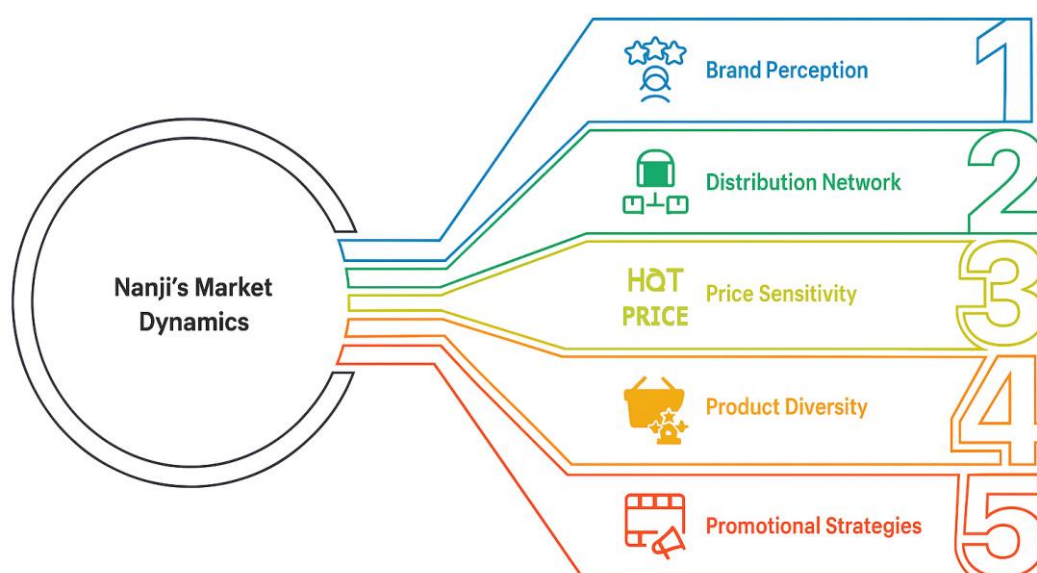 Nanji's Market
Dynamics
Brand Perception
1
Distribution Network
2
HOT
PRICE
Price Sensitivity
3
Product Diversity
4
Promotional Strategies
5